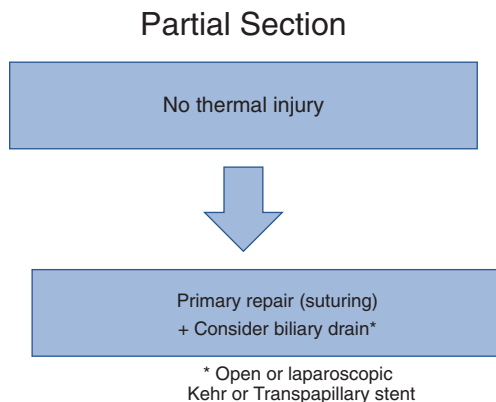 Partial Section
No thermal injury
Primary repair (suturing)
+ Consider biliary drain*
* Open or laparoscopic
Kehr or Transpapillary stent